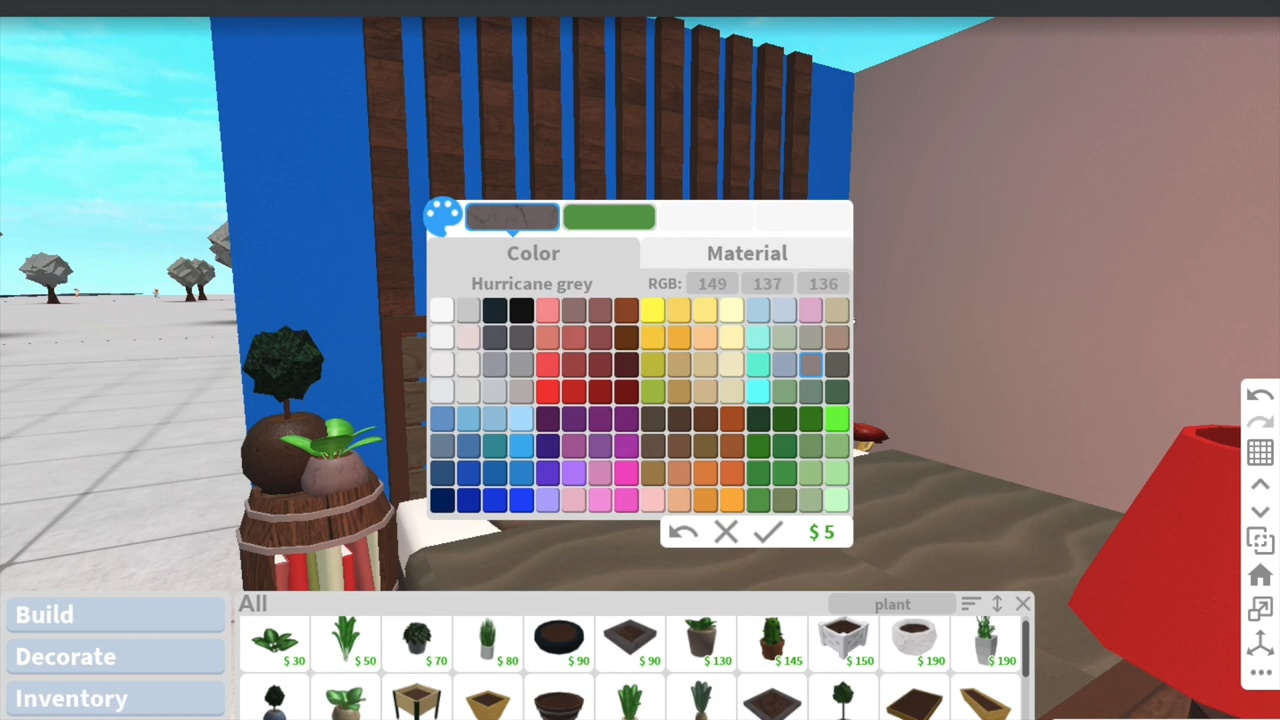 Color
Material
Hurricane grey
RGB: 149 137 136
$ 5
Build
Decorate
Inventory
All
plant
$ 30
$ 50
$ 70
$ 80
$ 90
$ 90
$ 130
$ 145
$ 150
$ 190
$ 190